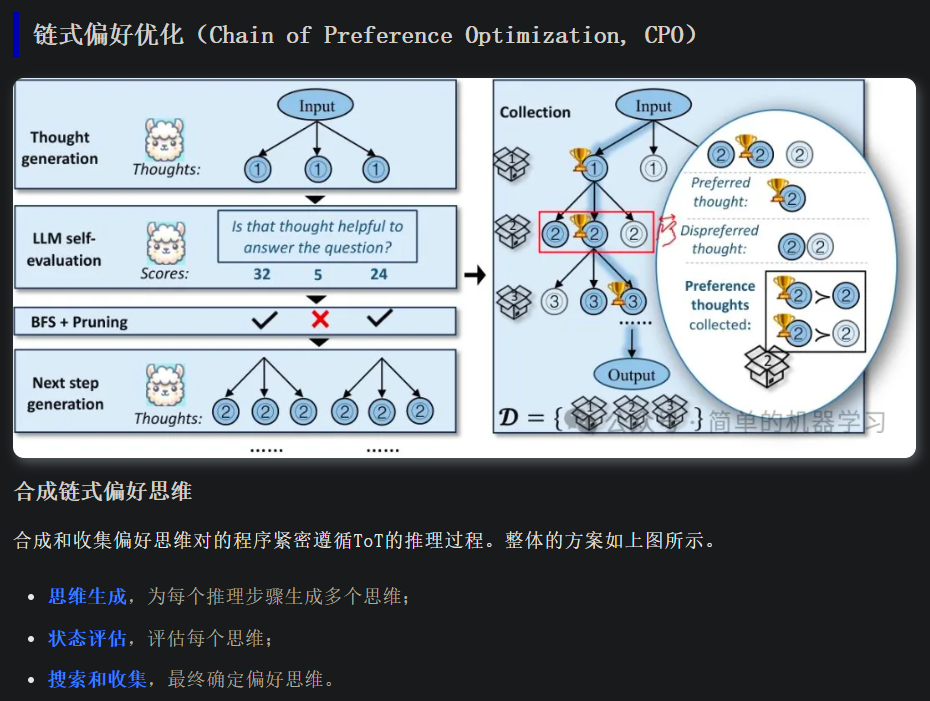 链式偏好优化（Chain of Preference Optimization, CPO）
Thought generation
Thoughts:
Input
1 1 1
LLM self-evaluation
Scores:
Is that thought helpful to
answer the question?
32 5 24
BFS + Pruning
Next step
generation
Thoughts:
2 2 2 2 2 2
......
......
Collection
Input
1
1 1
2
2 2 2
3
3 3 3
......
Output
𝒟 = { 1 2 3 }
2 2 2
Preferred
thought:
2
Dispreferred
thought:
2 2
Preference
thoughts
collected:
2 ≻ 2
2 ≻ 2
2
公众号 · 简单的机器学习
合成链式偏好思维
合成和收集偏好思维对的程序紧密遵循ToT的推理过程。整体的方案如上图所示。
• 思维生成，为每个推理步骤生成多个思维；
• 状态评估，评估每个思维；
• 搜索和收集，最终确定偏好思维。